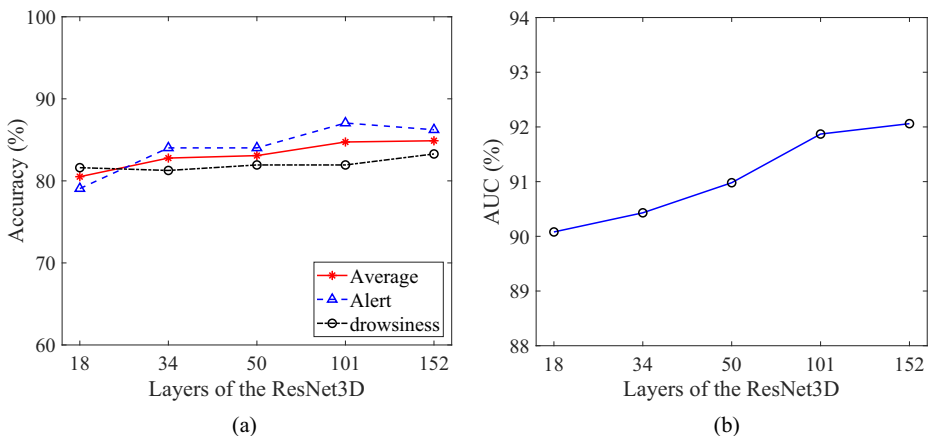 100
90
80
70
60
Accuracy (%)
18 34 50 101 152
Layers of the ResNet3D
Average
Alert
drowsiness
(a)
94
93
92
91
90
89
88
AUC (%)
18 34 50 101 152
Layers of the ResNet3D
(b)